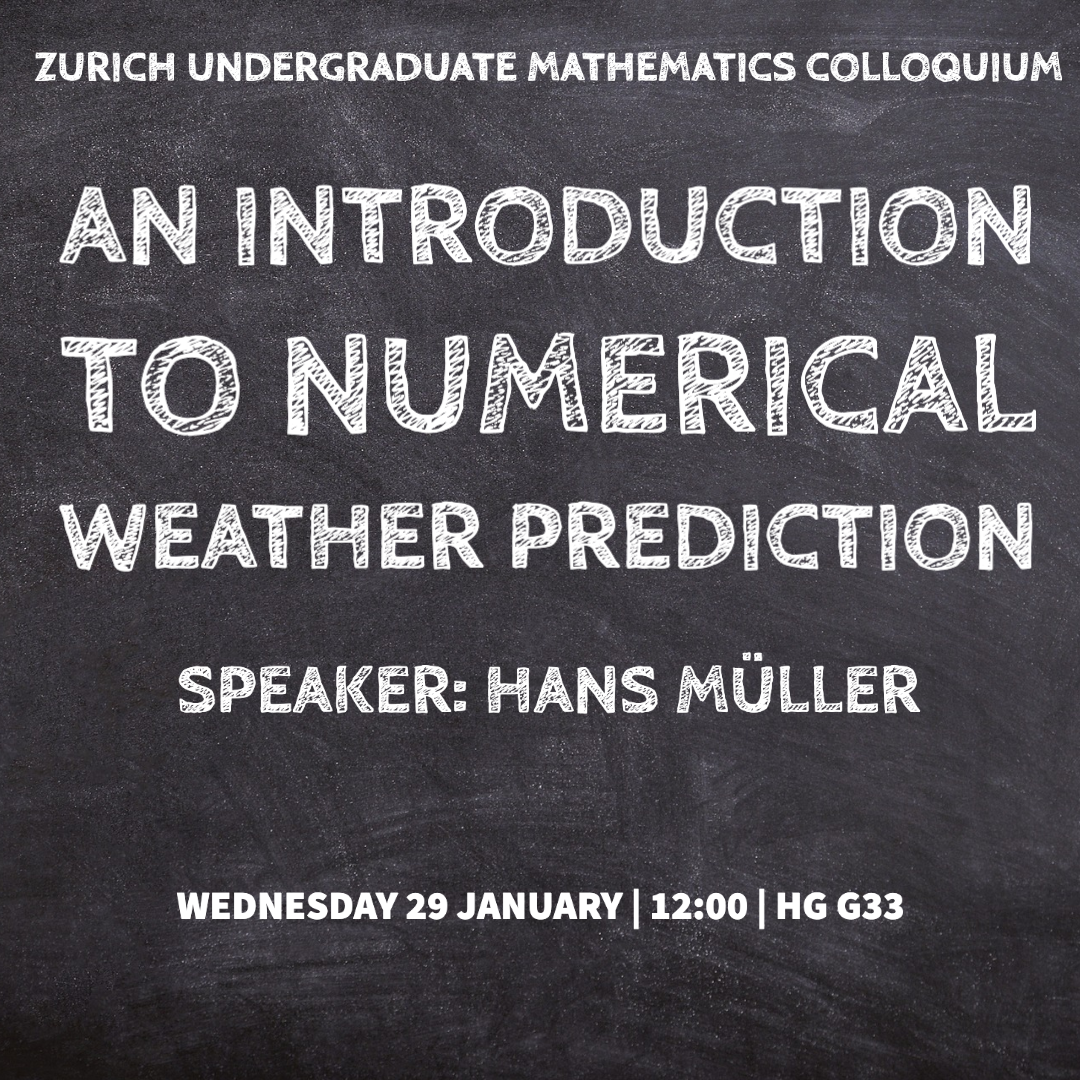 ZURICH UNDERGRADUATE MATHEMATICS COLLOQUIUM
AN INTRODUCTION
TO NUMERICAL
WEATHER PREDICTION
SPEAKER: HANS MÜLLER
WEDNESDAY 29 JANUARY | 12:00 | HG G33